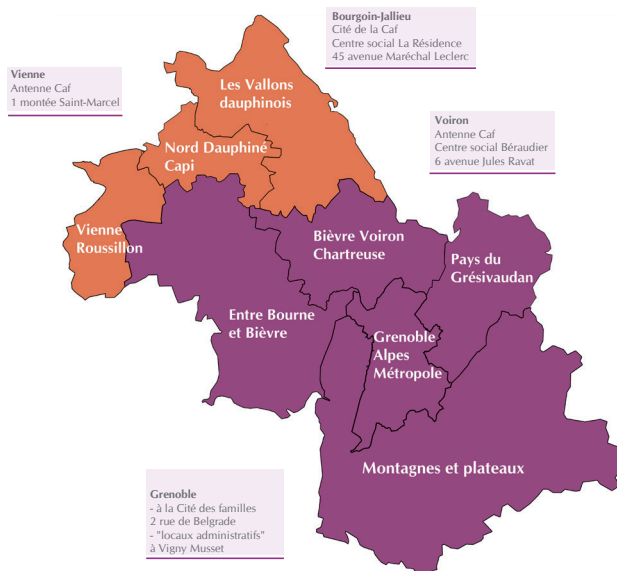 Bourgoin-Jallieu
Cité de la Caf
Centre social La Résidence
45 avenue Maréchal Leclerc
Vienne
Antenne Caf
1 montée Saint-Marcel
Les Vallons
dauphinois
Voiron
Antenne Caf
Centre social Béraudier
6 avenue Jules Ravat
Nord Dauphiné
Capi
Vienne
Roussillon
Bièvre Voiron
Chartreuse
Pays du
Grésivaudan
Entre Bourne
et Bièvre
Grenoble
Alpes
Métropole
Montagnes et plateaux
Grenoble
- à la Cité des familles
2 rue de Belgrade
- "locaux administratifs"
à Vigny Musset